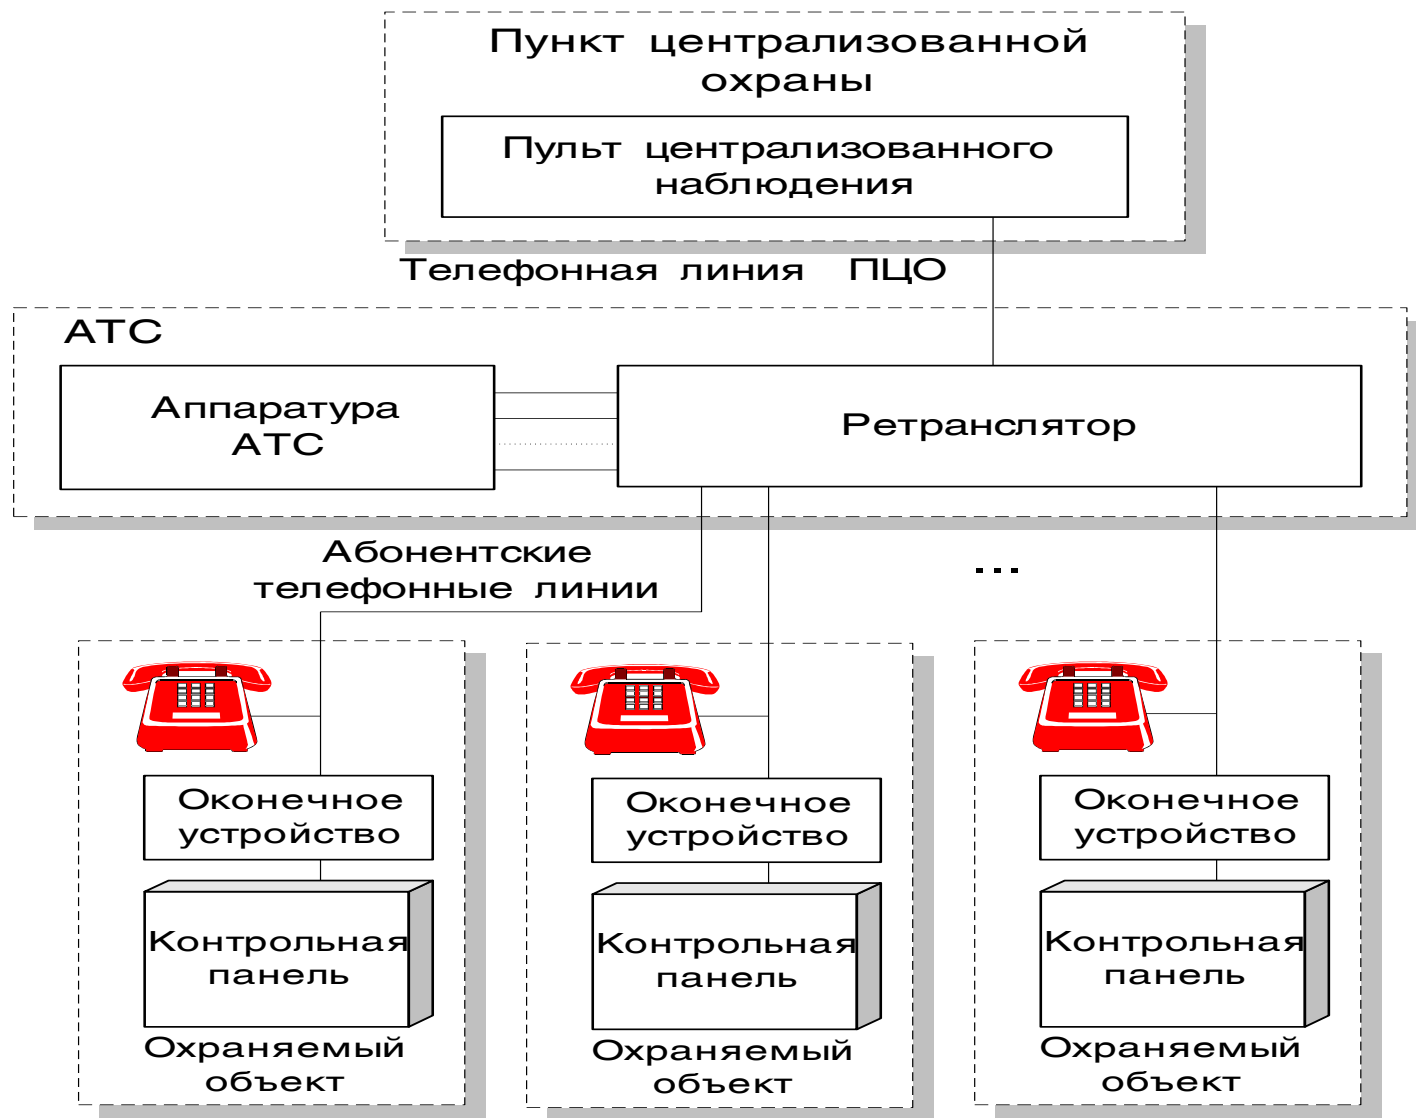 Пункт централизованной
охраны
Пульт централизованного
наблюдения
Телефонная линия ПЦО
АТС
Аппаратура
АТС
Ретранслятор
Абонентские
телефонные линии
...
Оконечное
устройство
Контрольная
панель
Охраняемый
объект
Оконечное
устройство
Контрольная
панель
Охраняемый
объект
Оконечное
устройство
Контрольная
панель
Охраняемый
объект